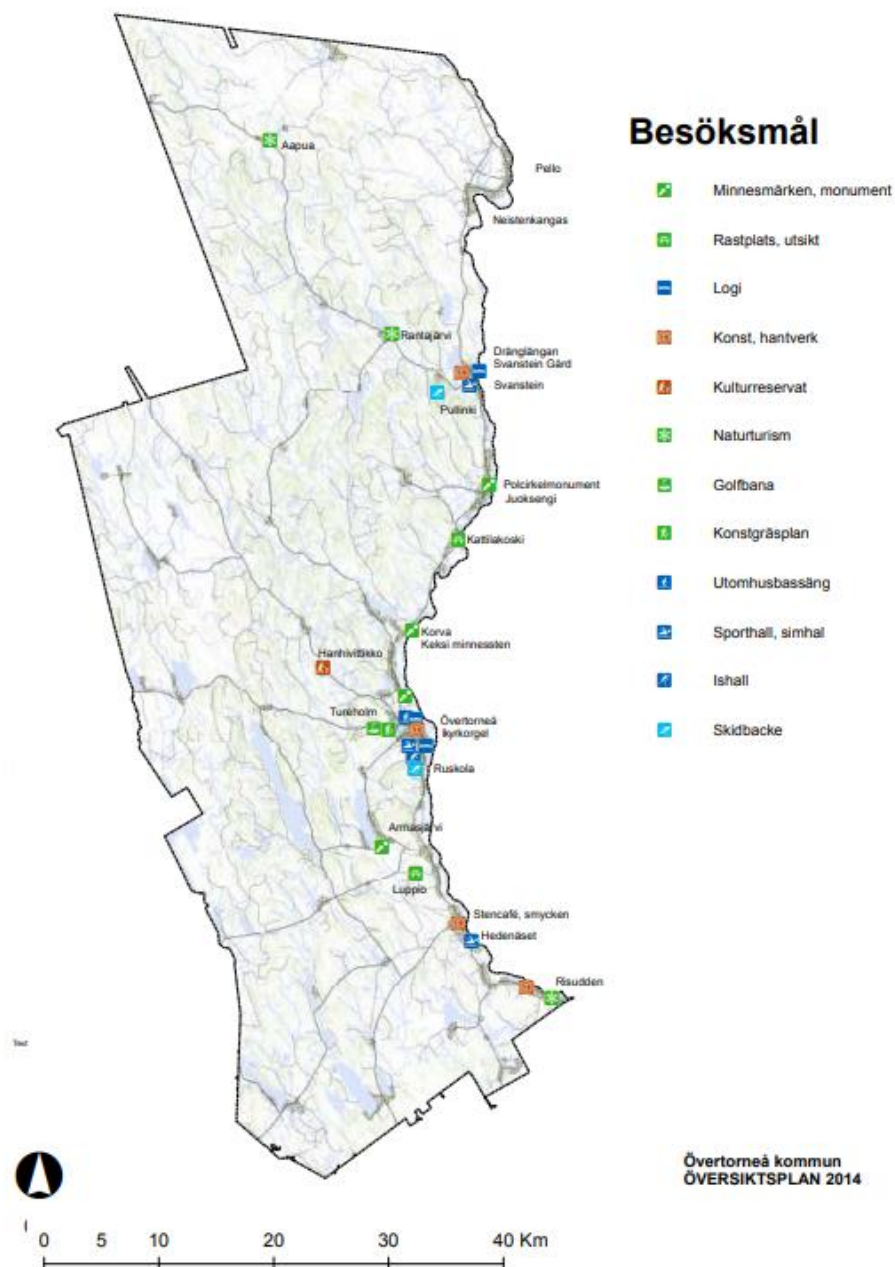 Besöksmål
Minnesmärken, monument
Rastplats, utsikt
Logi
Konst, hantverk
Kulturreservat
Naturturism
Golfbana
Konstgräsplan
Utomhusbassäng
Sporthall, simhal
Ishall
Skidbacke
Aapua
Pello
Neistenkangas
Rantajärvi
Dränglängan
Svanstein Gård
Svanstein
Pullinki
Polcirkelmonument
Juoksengi
Kattilakoski
Korva
Keksi minnessten
Hanhivittikko
Tureholm
Övertorneå
kyrkorgel
Ruskola
Armasjärvi
Luppio
Stencafé, smycken
Hedenäset
Risudden
Övertorneå kommun
ÖVERSIKTSPLAN 2014
0 5 10 20 30 40 Km